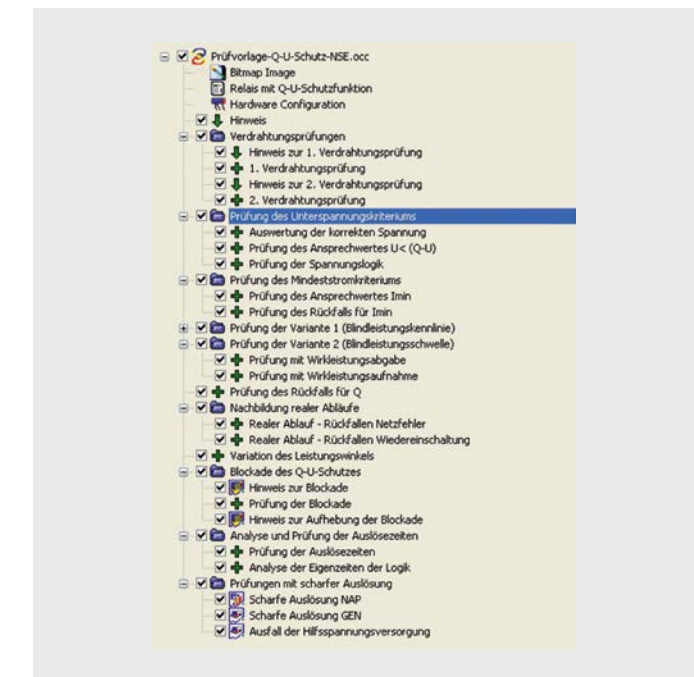 Prüfvorlage-Q-U-Schutz-NSE.occ
Bitmap Image
Relais mit Q-U-Schutzfunktion
Hardware Configuration
Hinweis
Verdrahtungsprüfungen
Hinweis zur 1. Verdrahtungsprüfung
1. Verdrahtungsprüfung
Hinweis zur 2. Verdrahtungsprüfung
2. Verdrahtungsprüfung
Prüfung des Unterspannungskriteriums
Auswertung der korrekten Spannung
Prüfung des Ansprechwertes U< (Q-U)
Prüfung der Spannungslogik
Prüfung des Mindeststromkriteriums
Prüfung des Ansprechwertes Imin
Prüfung des Rückfalls für Imin
Prüfung der Variante 1 (Blindleistungskennlinie)
Prüfung der Variante 2 (Blindleistungsschwelle)
Prüfung mit Wirkleistungsabgabe
Prüfung mit Wirkleistungsaufnahme
Prüfung des Rückfalls für Q
Nachbildung realer Abläufe
Realer Ablauf - Rückfallen Netzfehler
Realer Ablauf - Rückfallen Wiedereinschaltung
Variation des Leistungswinkels
Blockade des Q-U-Schutzes
Hinweis zur Blockade
Prüfung der Blockade
Hinweis zur Aufhebung der Blockade
Analyse und Prüfung der Auslösezeiten
Prüfung der Auslösezeiten
Analyse der Eigenzeiten der Logik
Prüfungen mit scharfer Auslösung
Scharfe Auslösung NAP
Scharfe Auslösung GEN
Ausfall der Hilfsspannungsversorgung